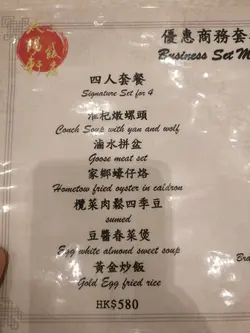 優惠商務套
Business Set M
四人套餐
Signature Set for 4
淮杞燉螺頭
Conch Soup with yan and wolf
滷水拼盆
Goose meat set
家鄉蠔仔烙
Hometow fried oyster in caldron
欖菜肉鬆四季豆
sumed
豆醬春菜煲
Egg white almond sweet soup
黃金炒飯
Gold Egg fried rice
HK$580